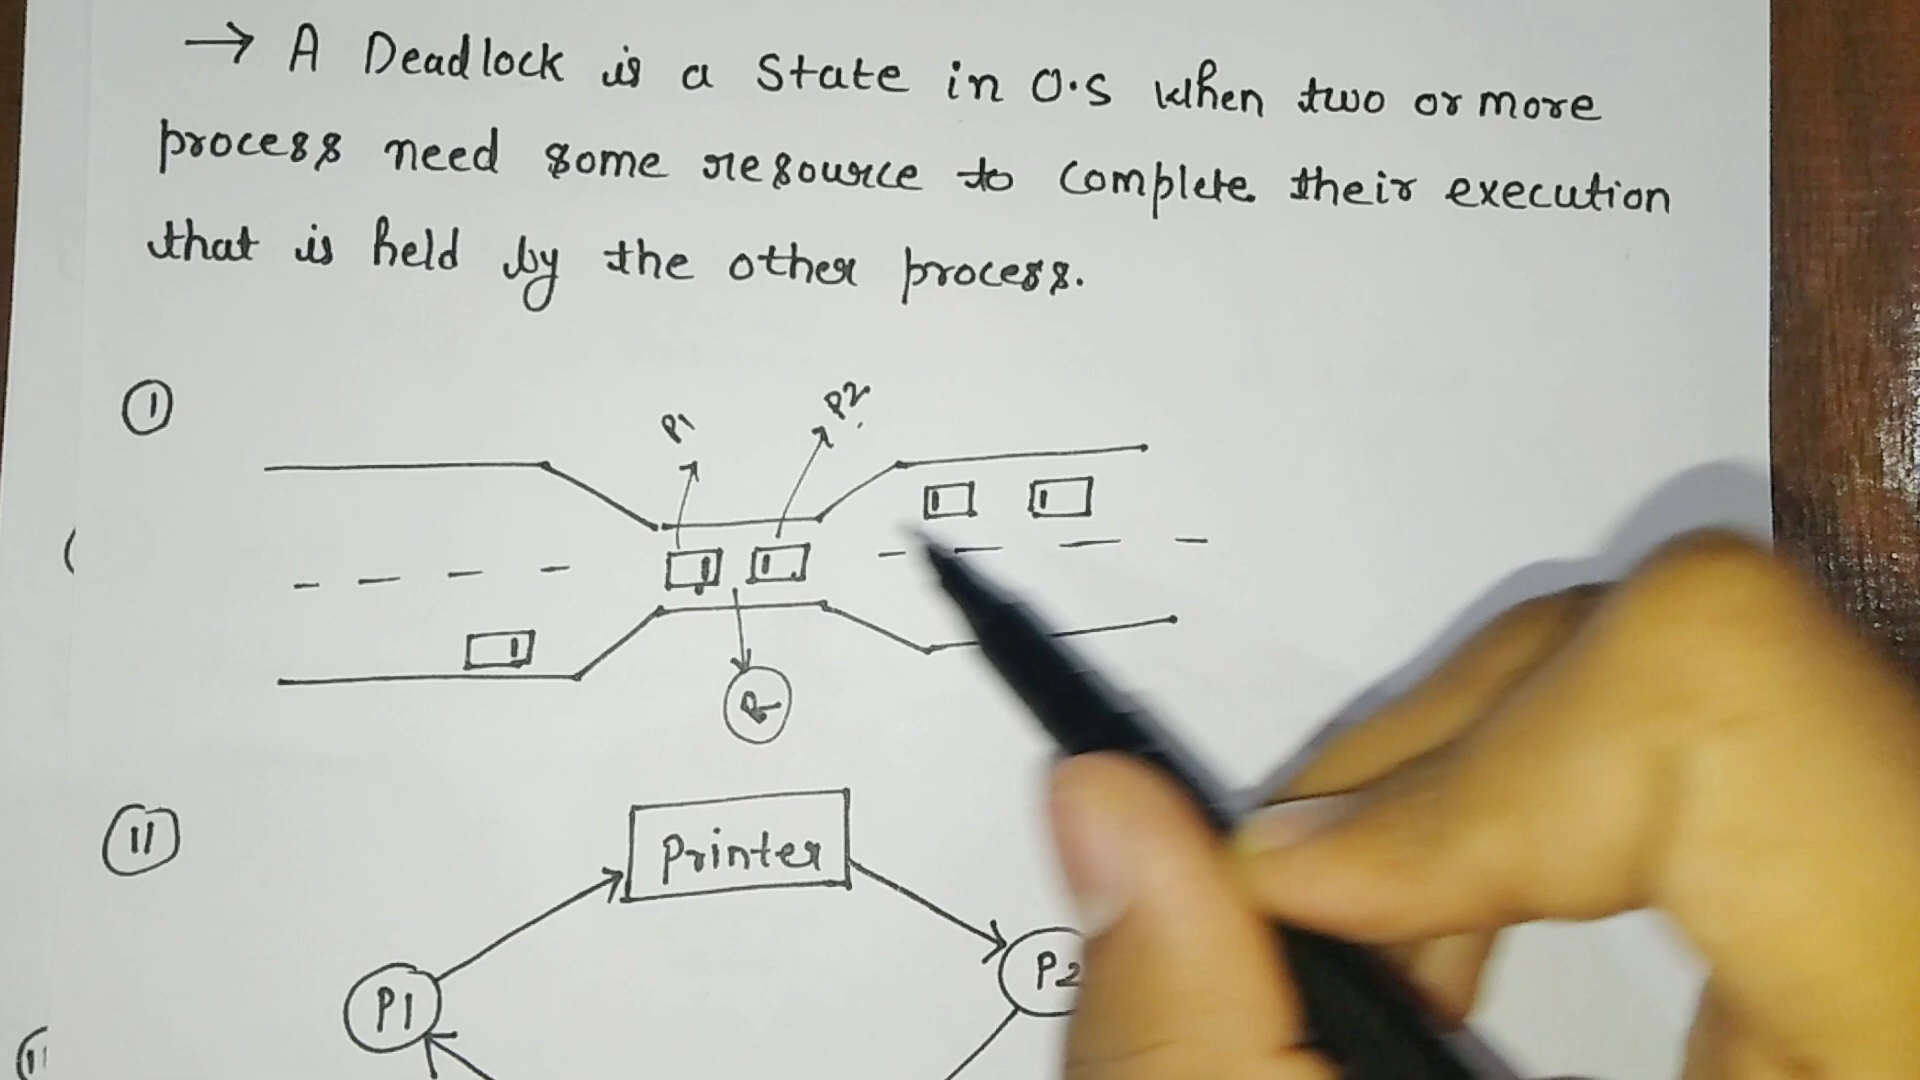 → A Deadlock is a State in O.S when two or more
process need some resource to complete their execution
that is held by the other process.
I
P1
P2
R
II
Printer
P1
P2